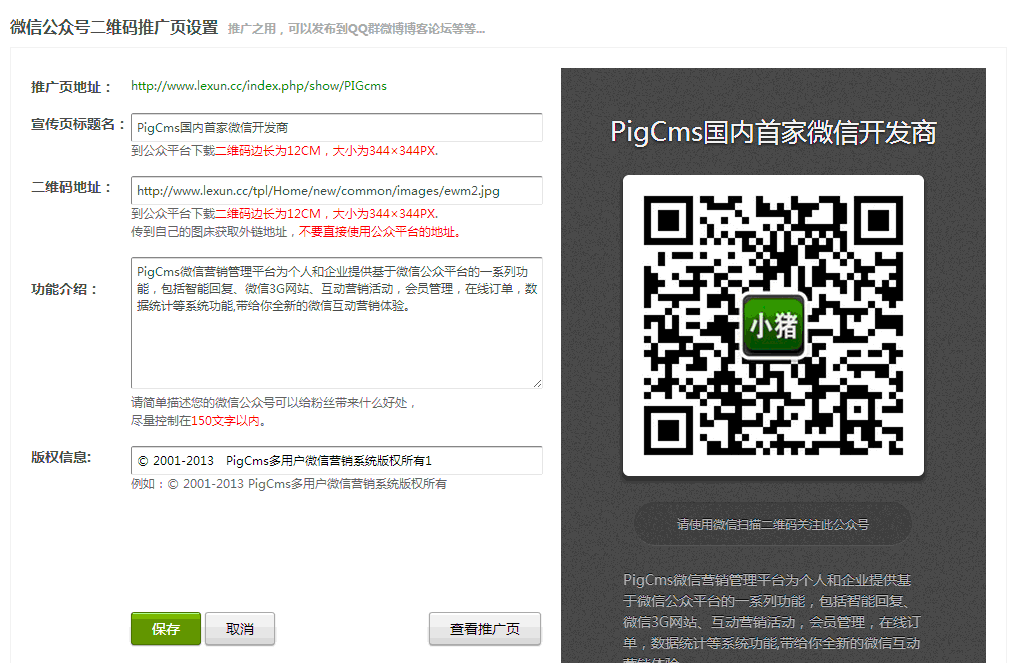 微信公众号二维码推广页设置 推广之用，可以发布到QQ群微博博客论坛等等...
推广页地址： http://www.lexun.cc/index.php/show/PIGcms
宣传页标题名： PigCms国内首家微信开发商
到公众平台下载二维码边长为12CM，大小为344×344PX.
二维码地址： http://www.lexun.cc/tpl/Home/new/common/images/ewm2.jpg
到公众平台下载二维码边长为12CM，大小为344×344PX.
传到自己的图床获取外链地址，不要直接使用公众平台的地址。
功能介绍：
PigCms微信营销管理平台为个人和企业提供基于微信公众平台的一系列功
能，包括智能回复、微信3G网站、互动营销活动，会员管理，在线订单，数
据统计等系统功能,带给你全新的微信互动营销体验。
请简单描述您的微信公众号可以给粉丝带来什么好处，
尽量控制在150文字以内。
版权信息: © 2001-2013 PigCms多用户微信营销系统版权所有1
例如：© 2001-2013 PigCms多用户微信营销系统版权所有
保存 取消 查看推广页
PigCms国内首家微信开发商
小猪
请使用微信扫描二维码关注此公众号
PigCms微信营销管理平台为个人和企业提供基
于微信公众平台的一系列功能，包括智能回复、
微信3G网站、互动营销活动，会员管理，在线订
单，数据统计等系统功能,带给你全新的微信互动
营销体验。